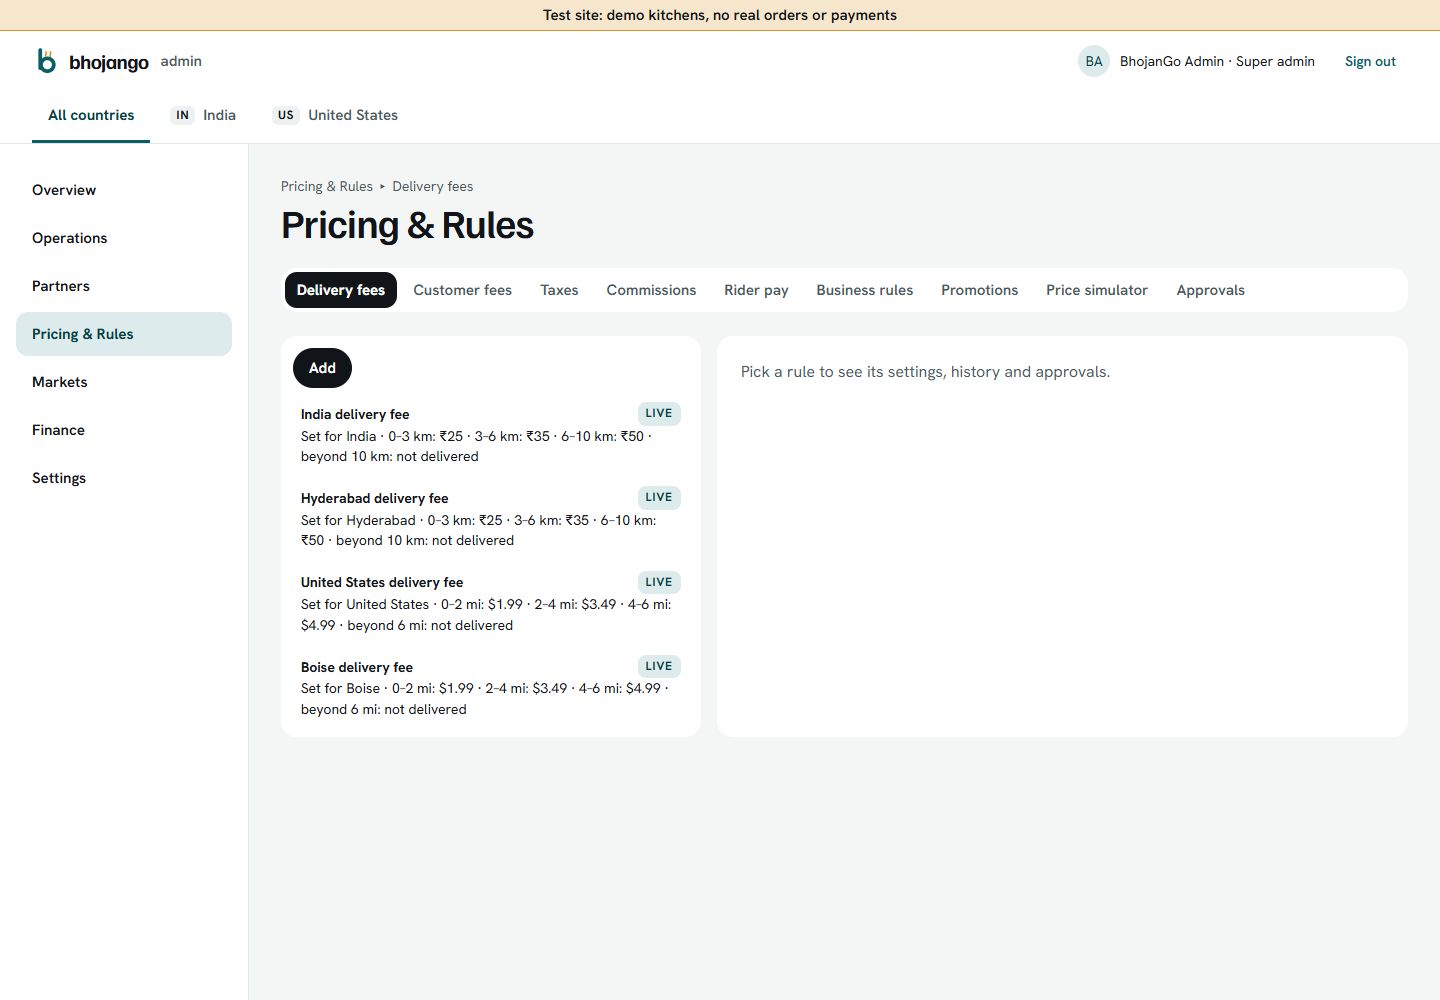 Test site: demo kitchens, no real orders or payments
bhojango admin
BA BhojanGo Admin · Super admin Sign out
All countries IN India US United States
Overview
Operations
Partners
Pricing & Rules
Markets
Finance
Settings
Pricing & Rules ▸ Delivery fees
Pricing & Rules
Delivery fees Customer fees Taxes Commissions Rider pay Business rules Promotions Price simulator Approvals
Add
India delivery fee LIVE
Set for India · 0–3 km: ₹25 · 3–6 km: ₹35 · 6–10 km: ₹50 ·
beyond 10 km: not delivered
Hyderabad delivery fee LIVE
Set for Hyderabad · 0–3 km: ₹25 · 3–6 km: ₹35 · 6–10 km:
₹50 · beyond 10 km: not delivered
United States delivery fee LIVE
Set for United States · 0–2 mi: $1.99 · 2–4 mi: $3.49 · 4–6 mi:
$4.99 · beyond 6 mi: not delivered
Boise delivery fee LIVE
Set for Boise · 0–2 mi: $1.99 · 2–4 mi: $3.49 · 4–6 mi: $4.99 ·
beyond 6 mi: not delivered
Pick a rule to see its settings, history and approvals.